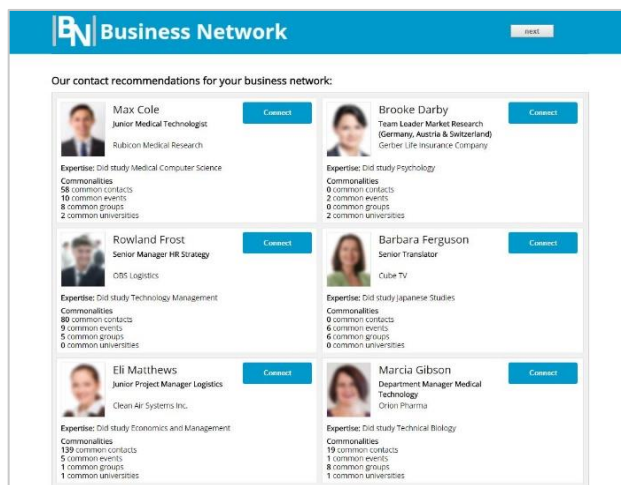 BN Business Network
next
Our contact recommendations for your business network:
Max Cole
Connect
Junior Medical Technologist
Rubicon Medical Research
Expertise: Did study Medical Computer Science
Commonalities
58 common contacts
10 common events
8 common groups
2 common universities
Brooke Darby
Connect
Team Leader Market Research
(Germany, Austria & Switzerland)
Gerber Life Insurance Company
Expertise: Did study Psychology
Commonalities
0 common contacts
2 common events
0 common groups
2 common universities
Rowland Frost
Connect
Senior Manager HR Strategy
OBS Logistics
Expertise: Did study Technology Management
Commonalities
80 common contacts
9 common events
5 common groups
0 common universities
Barbara Ferguson
Connect
Senior Translator
Cube TV
Expertise: Did study Japanese Studies
Commonalities
0 common contacts
6 common events
6 common groups
0 common universities
Eli Matthews
Connect
Junior Project Manager Logistics
Clean Air Systems Inc.
Expertise: Did study Economics and Management
Commonalities
139 common contacts
5 common events
1 common groups
1 common universities
Marcia Gibson
Connect
Department Manager Medical
Technology
Orion Pharma
Expertise: Did study Technical Biology
Commonalities
19 common contacts
1 common events
8 common groups
1 common universities